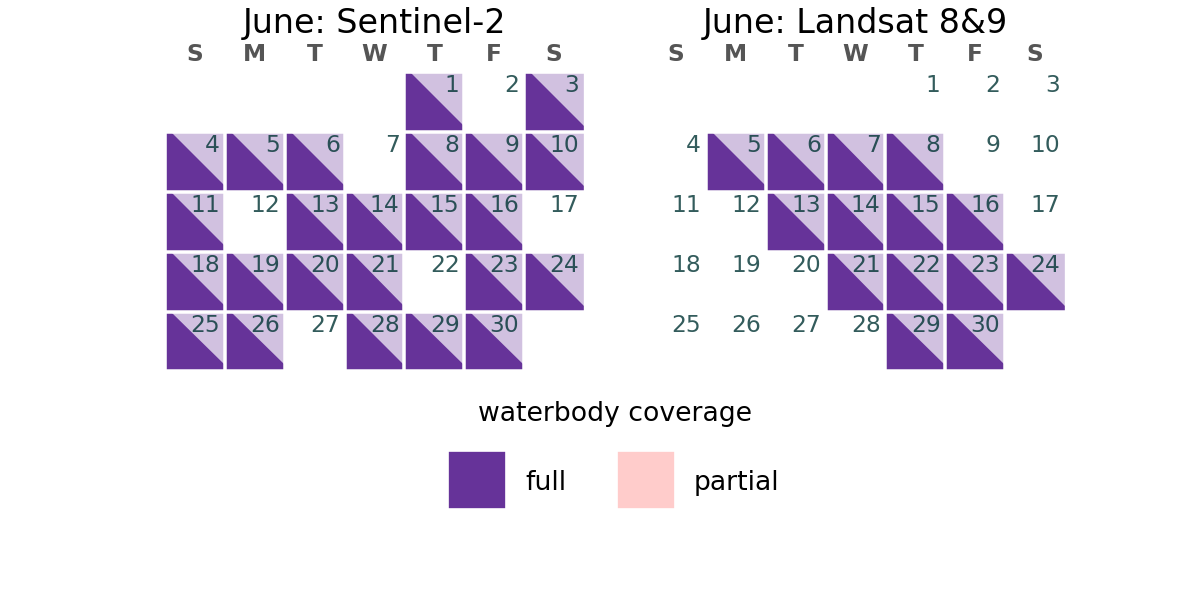 June: Sentinel-2
S M T W T F S
1 2 3
4 5 6 7 8 9 10
11 12 13 14 15 16 17
18 19 20 21 22 23 24
25 26 27 28 29 30
June: Landsat 8&9
S M T W T F S
1 2 3
4 5 6 7 8 9 10
11 12 13 14 15 16 17
18 19 20 21 22 23 24
25 26 27 28 29 30
waterbody coverage
full partial